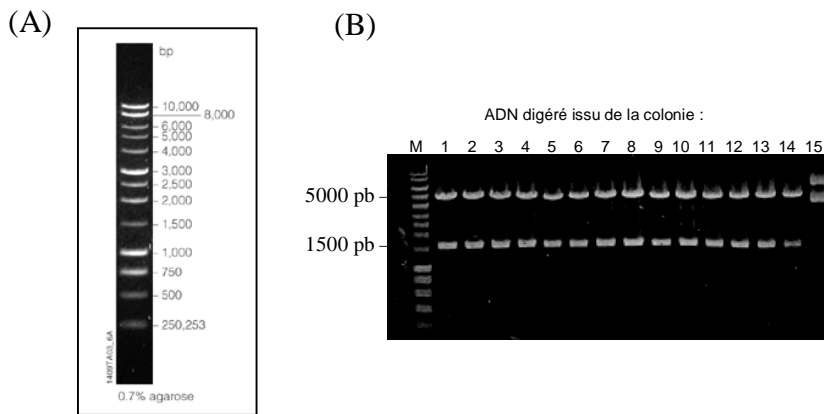 (A)
bp
10,000
8,000
6,000
5,000
4,000
3,000
2,500
2,000
1,500
1,000
750
500
250,253
1409TA03_6A
0.7% agarose
(B)
ADN digéré issu de la colonie :
M 1 2 3 4 5 6 7 8 9 10 11 12 13 14 15
5000 pb
1500 pb